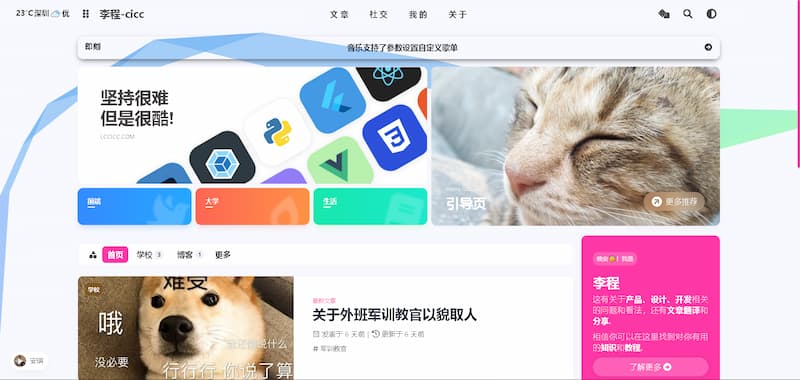 23°C 深圳 优
李程-cicc
文章 社交 我的 关于
即刻
音乐支持了参数设置自定义歌单
坚持很难
但是很酷!
LCCICC.COM
前端
大学
生活
引导页
更多推荐
首页 学校 3 博客 1 更多
晚安😴！我是
李程
这有关于产品、设计、开发相关
的问题和看法，还有文章翻译和
分享.
相信你可以在这里找到对你有用
的知识和教程.
了解更多
学校
难受
哦
没必要
行行行 你说了算
最新文章
关于外班军训教官以貌取人
发表于 6 天前 | 更新于 6 天前
# 军训教官
安琪